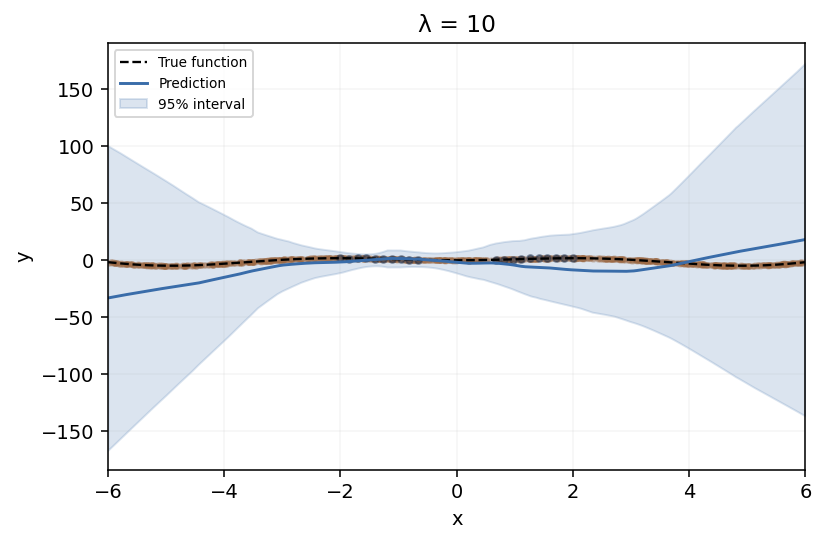 λ = 10
True function
Prediction
95% interval
150
100
50
0
−50
−100
−150
y
−6
−4
−2
0
2
4
6
x